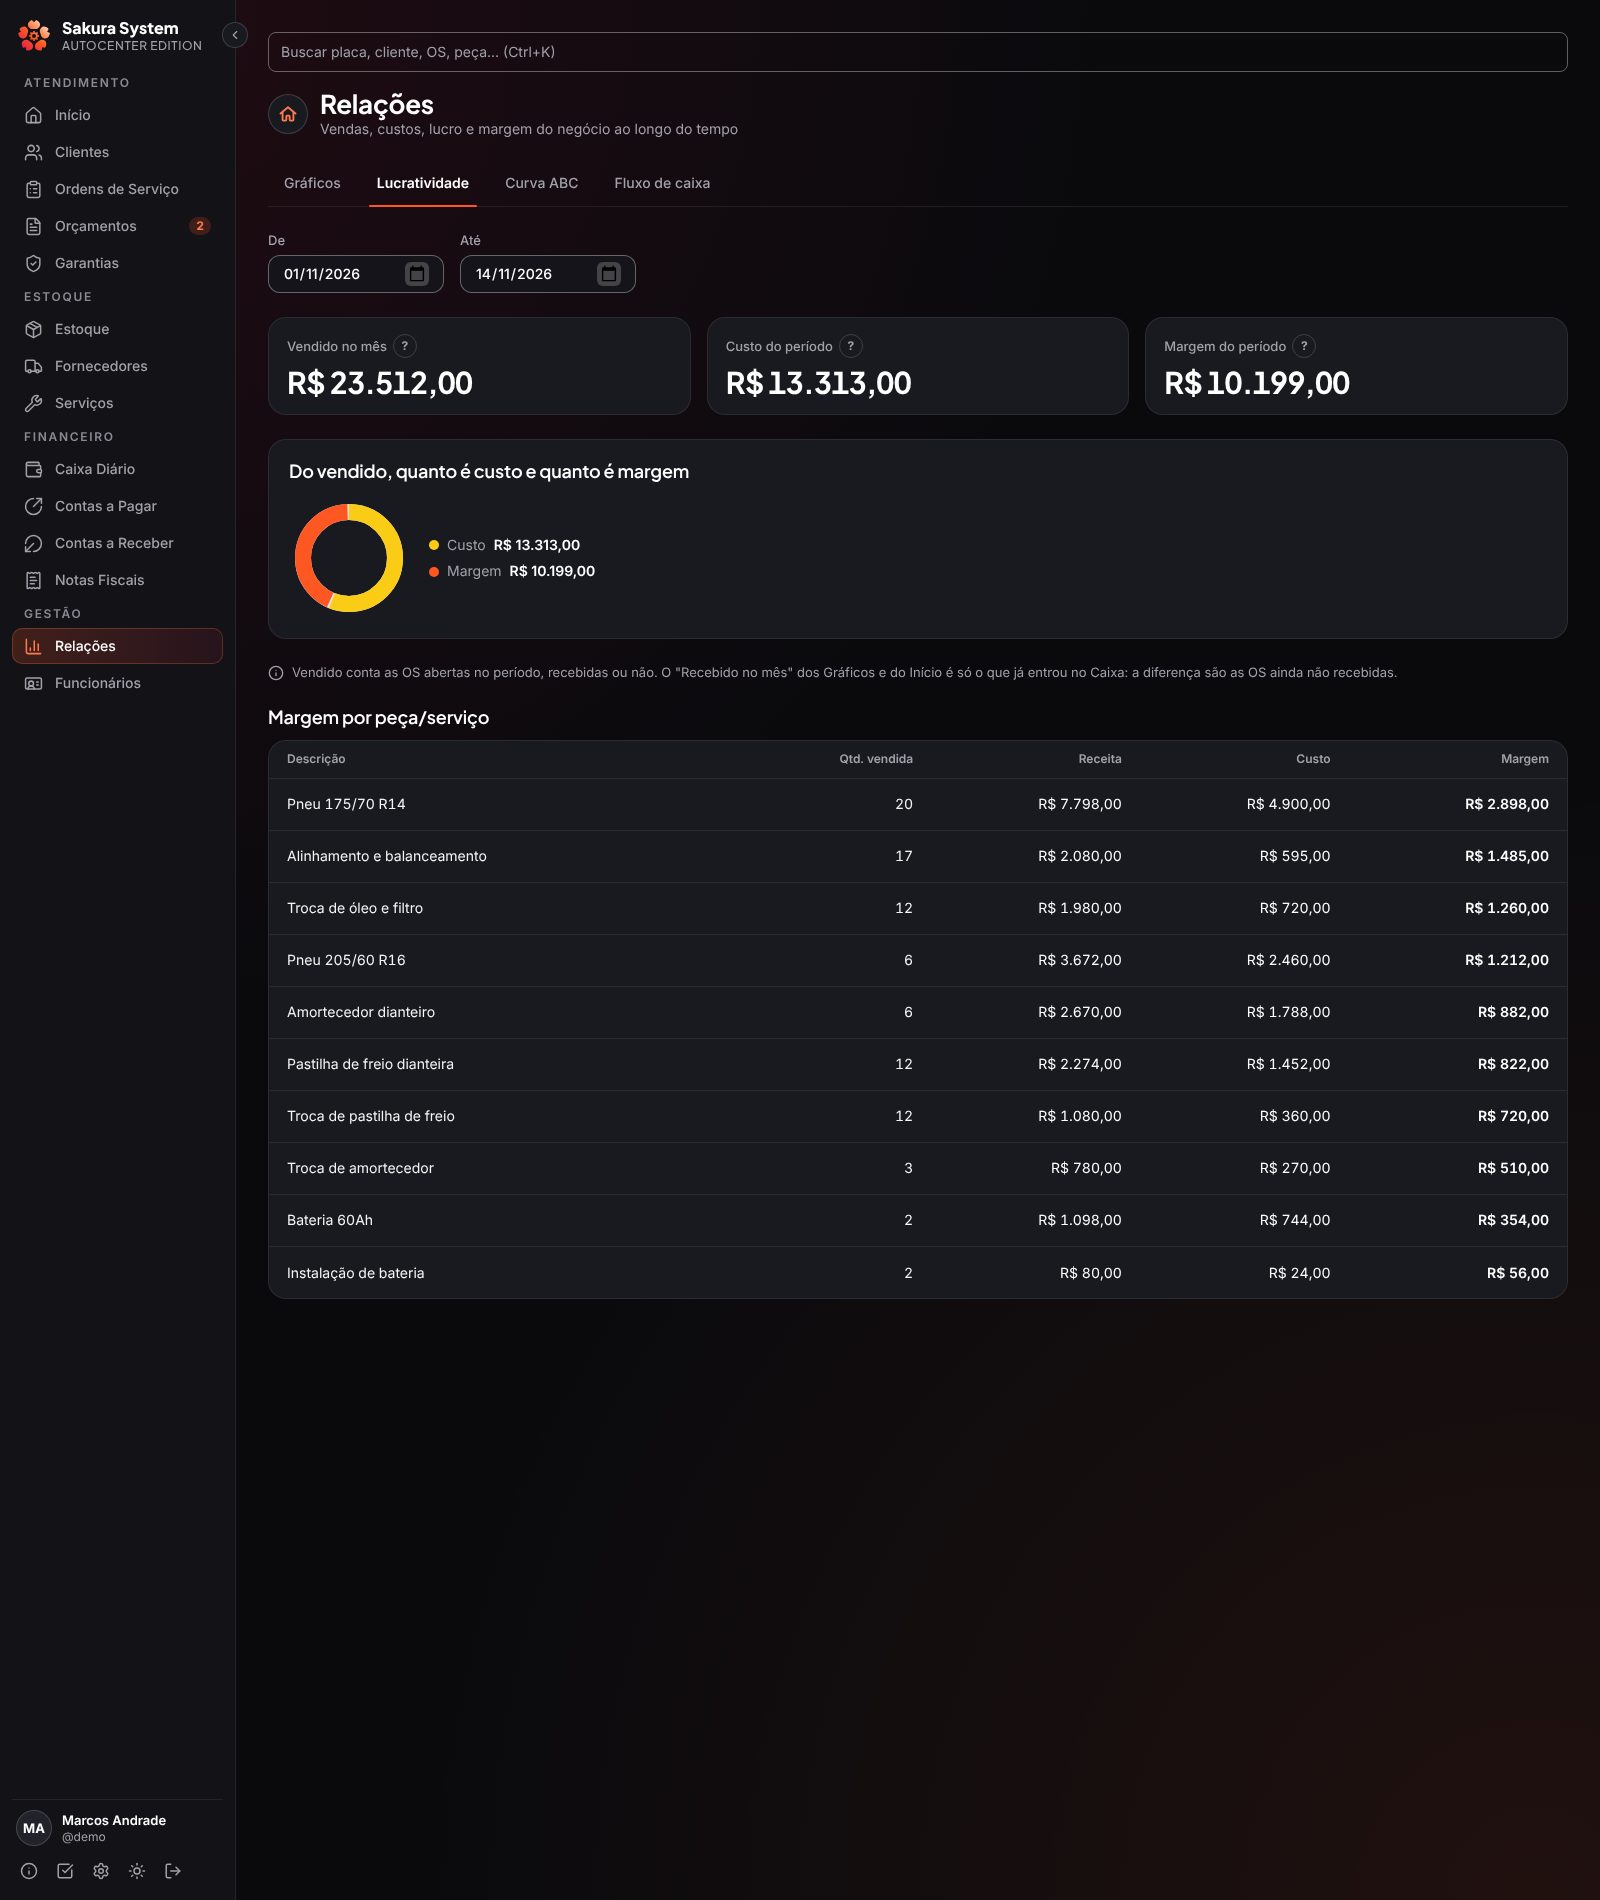 Sakura System
AUTOCENTER EDITION
ATENDIMENTO
Início
Clientes
Ordens de Serviço
Orçamentos 2
Garantias
ESTOQUE
Estoque
Fornecedores
Serviços
FINANCEIRO
Caixa Diário
Contas a Pagar
Contas a Receber
Notas Fiscais
GESTÃO
Relações
Funcionários
MA
Marcos Andrade
@demo
Buscar placa, cliente, OS, peça... (Ctrl+K)
Relações
Vendas, custos, lucro e margem do negócio ao longo do tempo
Gráficos Lucratividade Curva ABC Fluxo de caixa
De Até
01/11/2026 14/11/2026
Vendido no mês ?
R$ 23.512,00
Custo do período ?
R$ 13.313,00
Margem do período ?
R$ 10.199,00
Do vendido, quanto é custo e quanto é margem
Custo R$ 13.313,00
Margem R$ 10.199,00
Vendido conta as OS abertas no período, recebidas ou não. O "Recebido no mês" dos Gráficos e do Início é só o que já entrou no Caixa: a diferença são as OS ainda não recebidas.
Margem por peça/serviço
Descrição Qtd. vendida Receita Custo Margem
Pneu 175/70 R14 20 R$ 7.798,00 R$ 4.900,00 R$ 2.898,00
Alinhamento e balanceamento 17 R$ 2.080,00 R$ 595,00 R$ 1.485,00
Troca de óleo e filtro 12 R$ 1.980,00 R$ 720,00 R$ 1.260,00
Pneu 205/60 R16 6 R$ 3.672,00 R$ 2.460,00 R$ 1.212,00
Amortecedor dianteiro 6 R$ 2.670,00 R$ 1.788,00 R$ 882,00
Pastilha de freio dianteira 12 R$ 2.274,00 R$ 1.452,00 R$ 822,00
Troca de pastilha de freio 12 R$ 1.080,00 R$ 360,00 R$ 720,00
Troca de amortecedor 3 R$ 780,00 R$ 270,00 R$ 510,00
Bateria 60Ah 2 R$ 1.098,00 R$ 744,00 R$ 354,00
Instalação de bateria 2 R$ 80,00 R$ 24,00 R$ 56,00